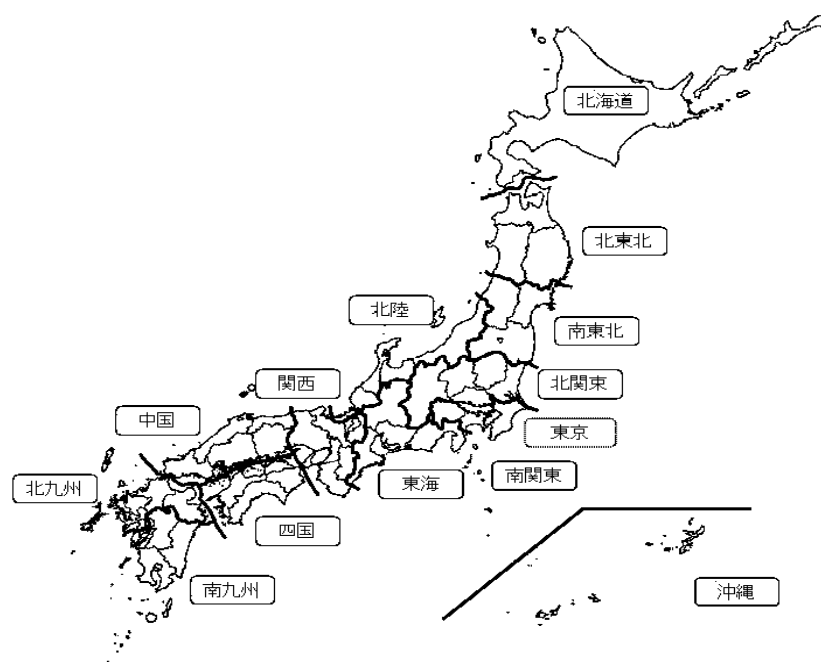 北海道
北東北
北陸
南東北
関西
北関東
中国
東京
南関東
東海
北九州
四国
南九州
沖縄